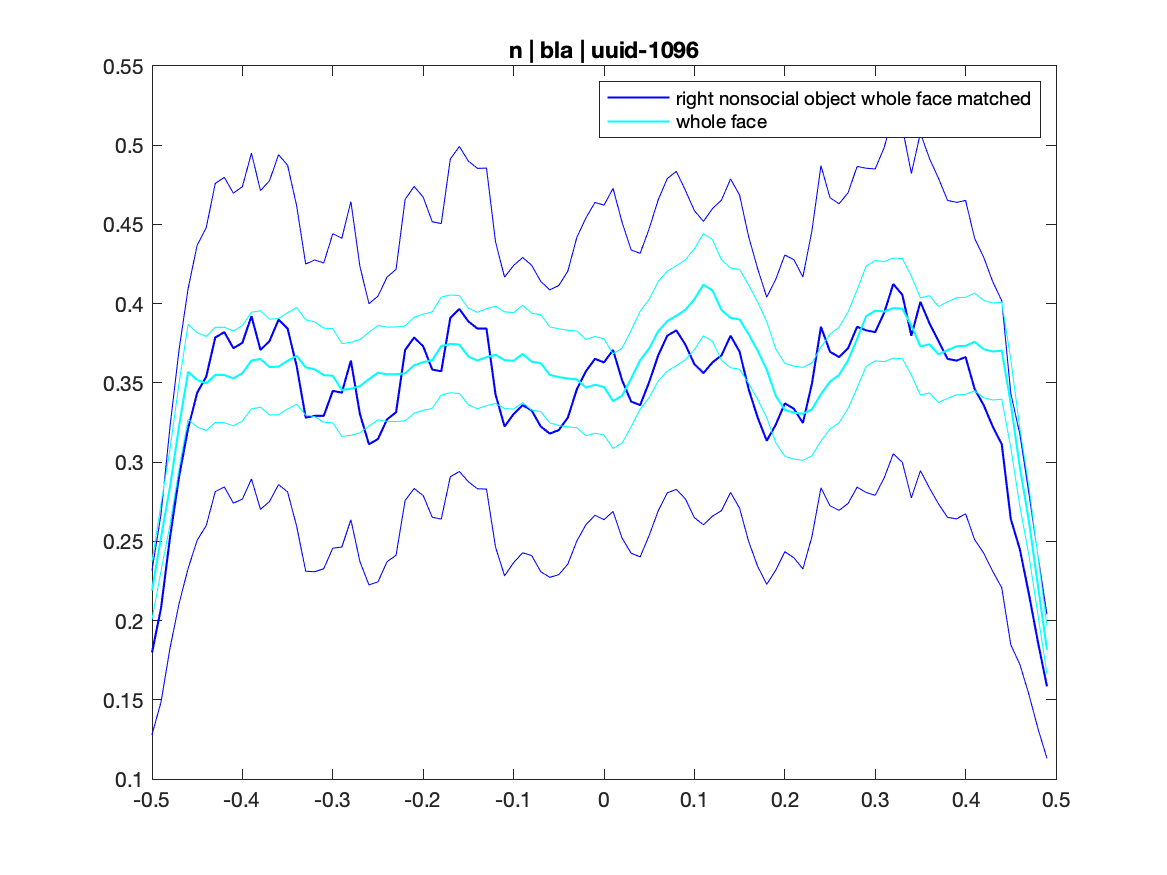 n | bla | uuid-1096
0.55
0.5
0.45
0.4
0.35
0.3
0.25
0.2
0.15
0.1
right nonsocial object whole face matched
whole face
-0.5 -0.4 -0.3 -0.2 -0.1 0 0.1 0.2 0.3 0.4 0.5